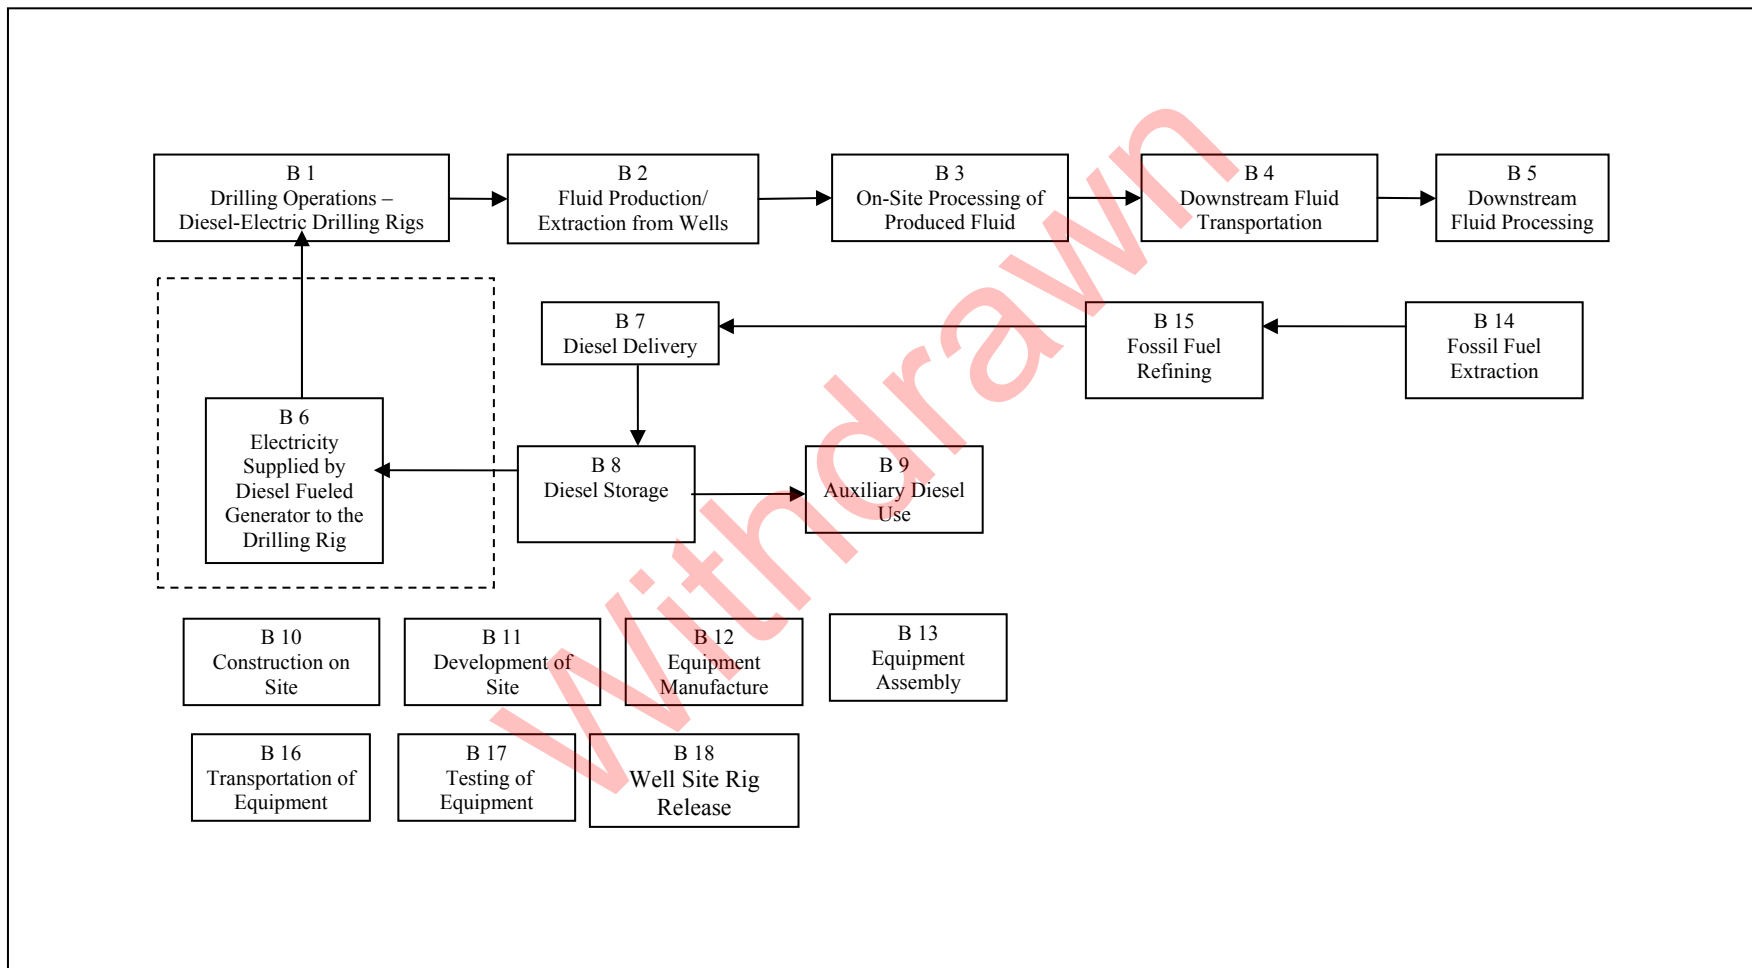 B 1
Drilling Operations –
Diesel-Electric Drilling Rigs
B 2
Fluid Production/
Extraction from Wells
B 3
On-Site Processing of
Produced Fluid
B 4
Downstream Fluid
Transportation
B 5
Downstream
Fluid Processing
B 7
Diesel Delivery
B 15
Fossil Fuel
Refining
B 14
Fossil Fuel
Extraction
B 6
Electricity
Supplied by
Diesel Fueled
Generator to the
Drilling Rig
B 8
Diesel Storage
B 9
Auxiliary Diesel
Use
B 10
Construction on
Site
B 11
Development of
Site
B 12
Equipment
Manufacture
B 13
Equipment
Assembly
B 16
Transportation of
Equipment
B 17
Testing of
Equipment
B 18
Well Site Rig
Release
Withdrawn